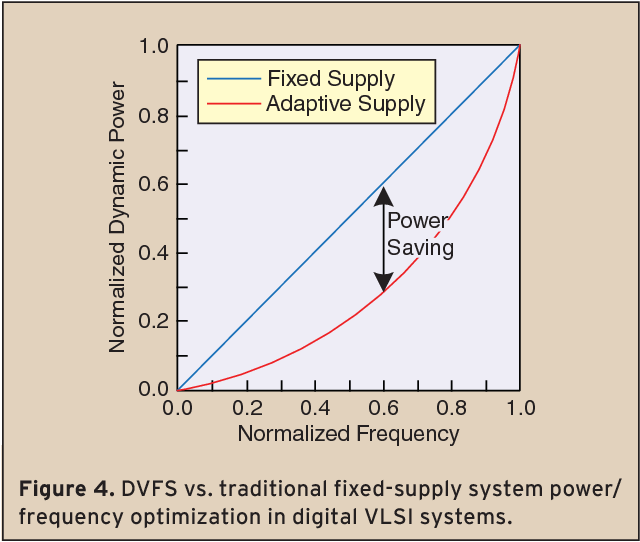 1.0
Fixed Supply
Adaptive Supply
0.8
0.6
Power
Saving
0.4
0.2
0.0
Normalized Dynamic Power
0.0 0.2 0.4 0.6 0.8 1.0
Normalized Frequency
Figure 4. DVFS vs. traditional fixed-supply system power/
frequency optimization in digital VLSI systems.